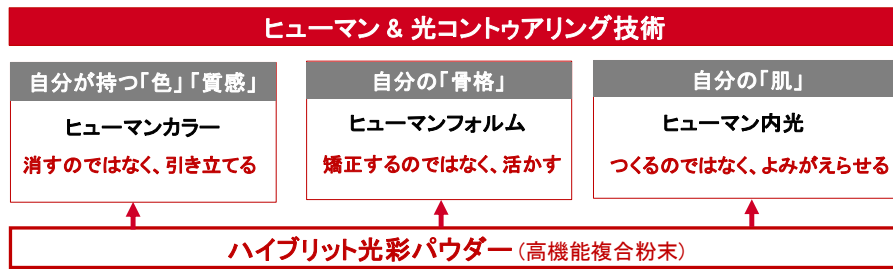 ヒューマン & 光コントゥアリング技術
自分が持つ「色」「質感」
ヒューマンカラー
消すのではなく、引き立てる
自分の「骨格」
ヒューマンフォルム
矯正するのではなく、活かす
自分の「肌」
ヒューマン内光
つくるのではなく、よみがえらせる
ハイブリット光彩パウダー(高機能複合粉末)